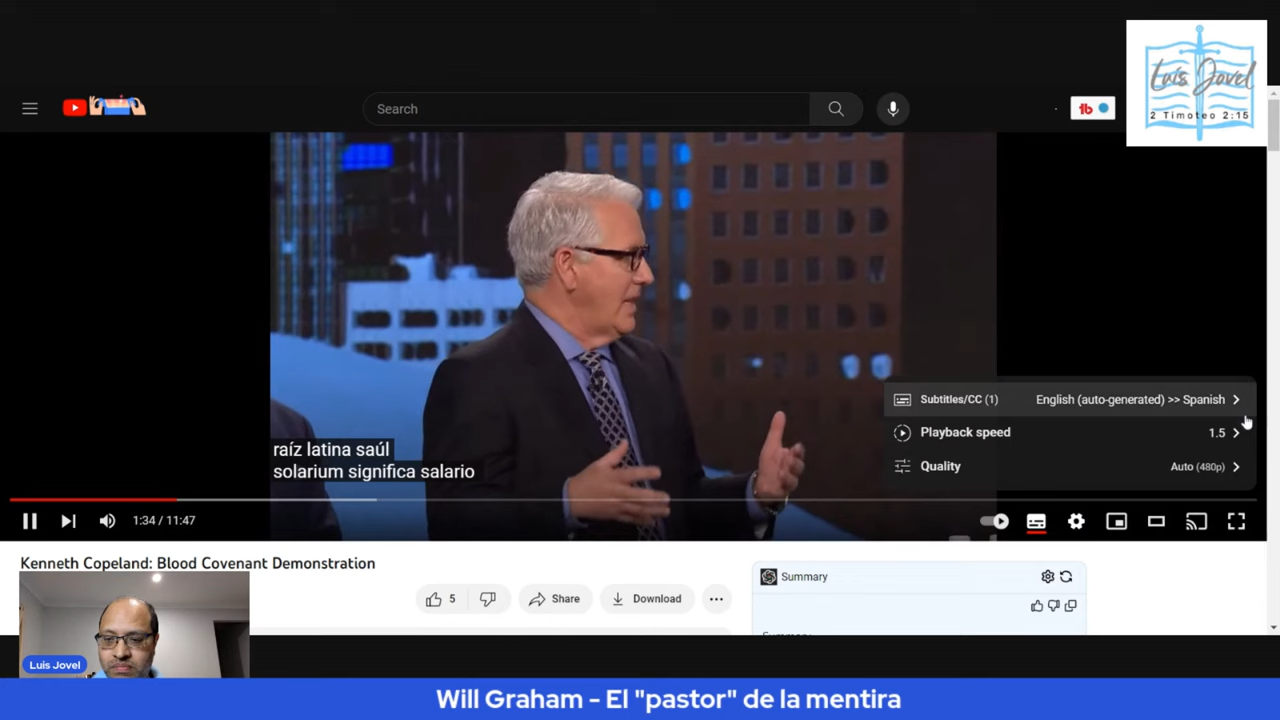 Luis Jovel
2 Timoteo 2:15
Search
raíz latina saúl
solarium significa salario
Subtitles/CC (1) English (auto-generated) >> Spanish
Playback speed 1.5
Quality Auto (480p)
1:34 / 11:47
Kenneth Copeland: Blood Covenant Demonstration
5 Share Download
Summary
Luis Jovel
Will Graham - El "pastor" de la mentira